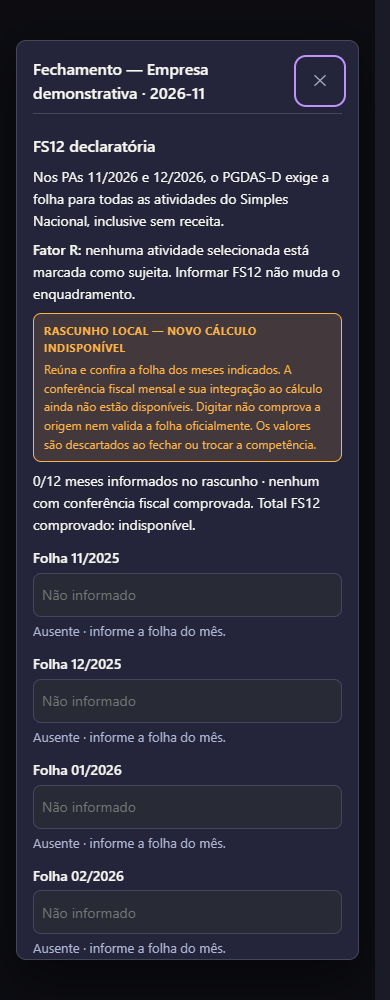 Fechamento — Empresa
demonstrativa · 2026-11
FS12 declaratória
Nos PAs 11/2026 e 12/2026, o PGDAS-D exige a
folha para todas as atividades do Simples
Nacional, inclusive sem receita.
Fator R: nenhuma atividade selecionada está
marcada como sujeita. Informar FS12 não muda o
enquadramento.
RASCUNHO LOCAL — NOVO CÁLCULO
INDISPONÍVEL
Reúna e confira a folha dos meses indicados. A
conferência fiscal mensal e sua integração ao cálculo
ainda não estão disponíveis. Digitar não comprova a
origem nem valida a folha oficialmente. Os valores
são descartados ao fechar ou trocar a competência.
0/12 meses informados no rascunho · nenhum
com conferência fiscal comprovada. Total FS12
comprovado: indisponível.
Folha 11/2025
Não informado
Ausente · informe a folha do mês.
Folha 12/2025
Não informado
Ausente · informe a folha do mês.
Folha 01/2026
Não informado
Ausente · informe a folha do mês.
Folha 02/2026
Não informado
Ausente · informe a folha do mês.